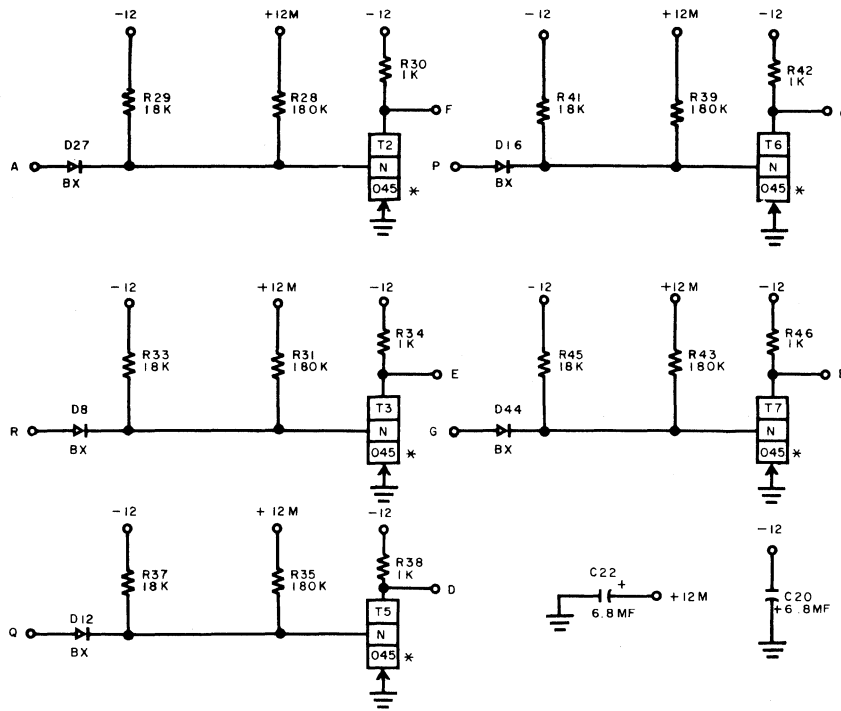 -12
+12M
-12
R29
18K
R28
180K
R30
1K
F
D27
A
BX
T2
N
045 *
-12
+12M
-12
R41
18K
R39
180K
R42
1K
D16
P
BX
T6
N
045 *
-12
+12M
-12
R33
18K
R31
180K
R34
1K
E
D8
R
BX
T3
N
045 *
-12
+12M
-12
R45
18K
R43
180K
R46
1K
D44
G
BX
T7
N
045 *
-12
+12M
-12
R37
18K
R35
180K
R38
1K
D
D12
Q
BX
T5
N
045 *
C22
+
6.8MF
+12M
-12
C20
+6.8MF